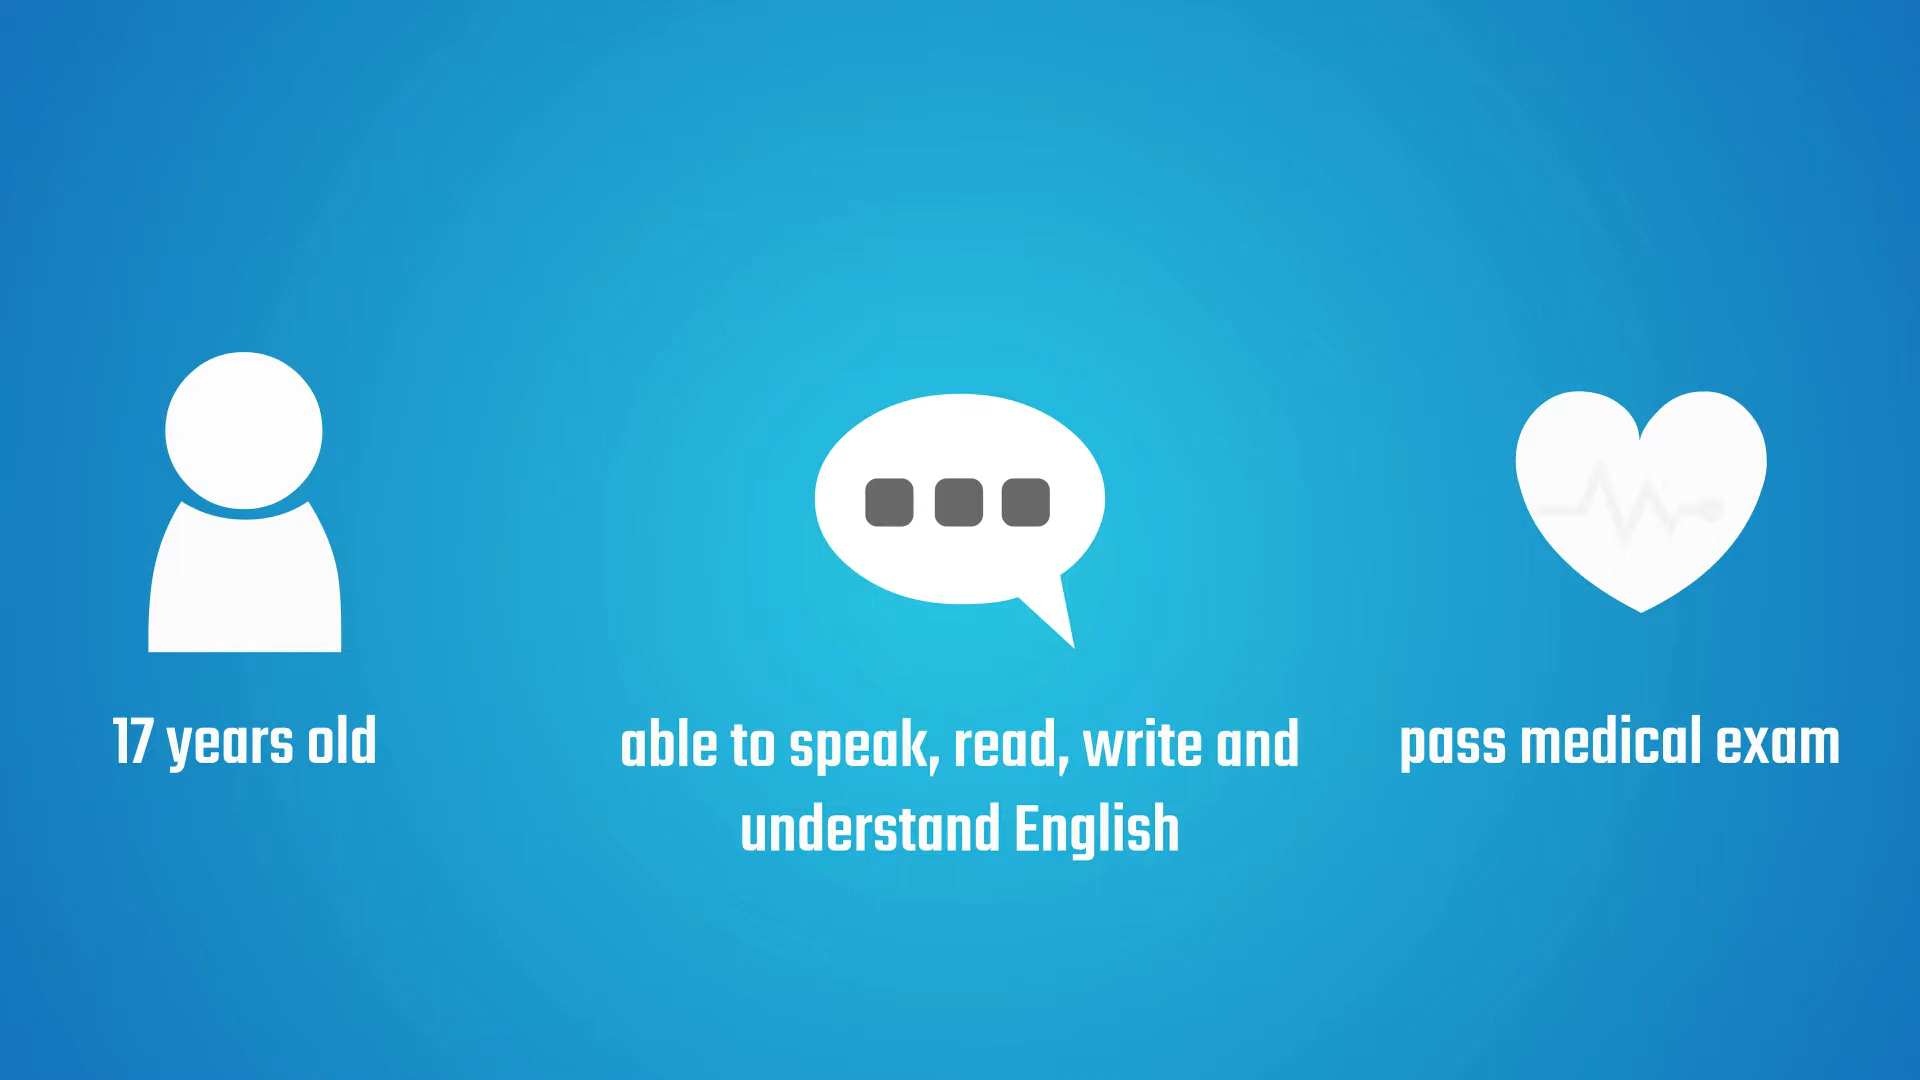 17 years old
able to speak, read, write and
understand English
pass medical exam